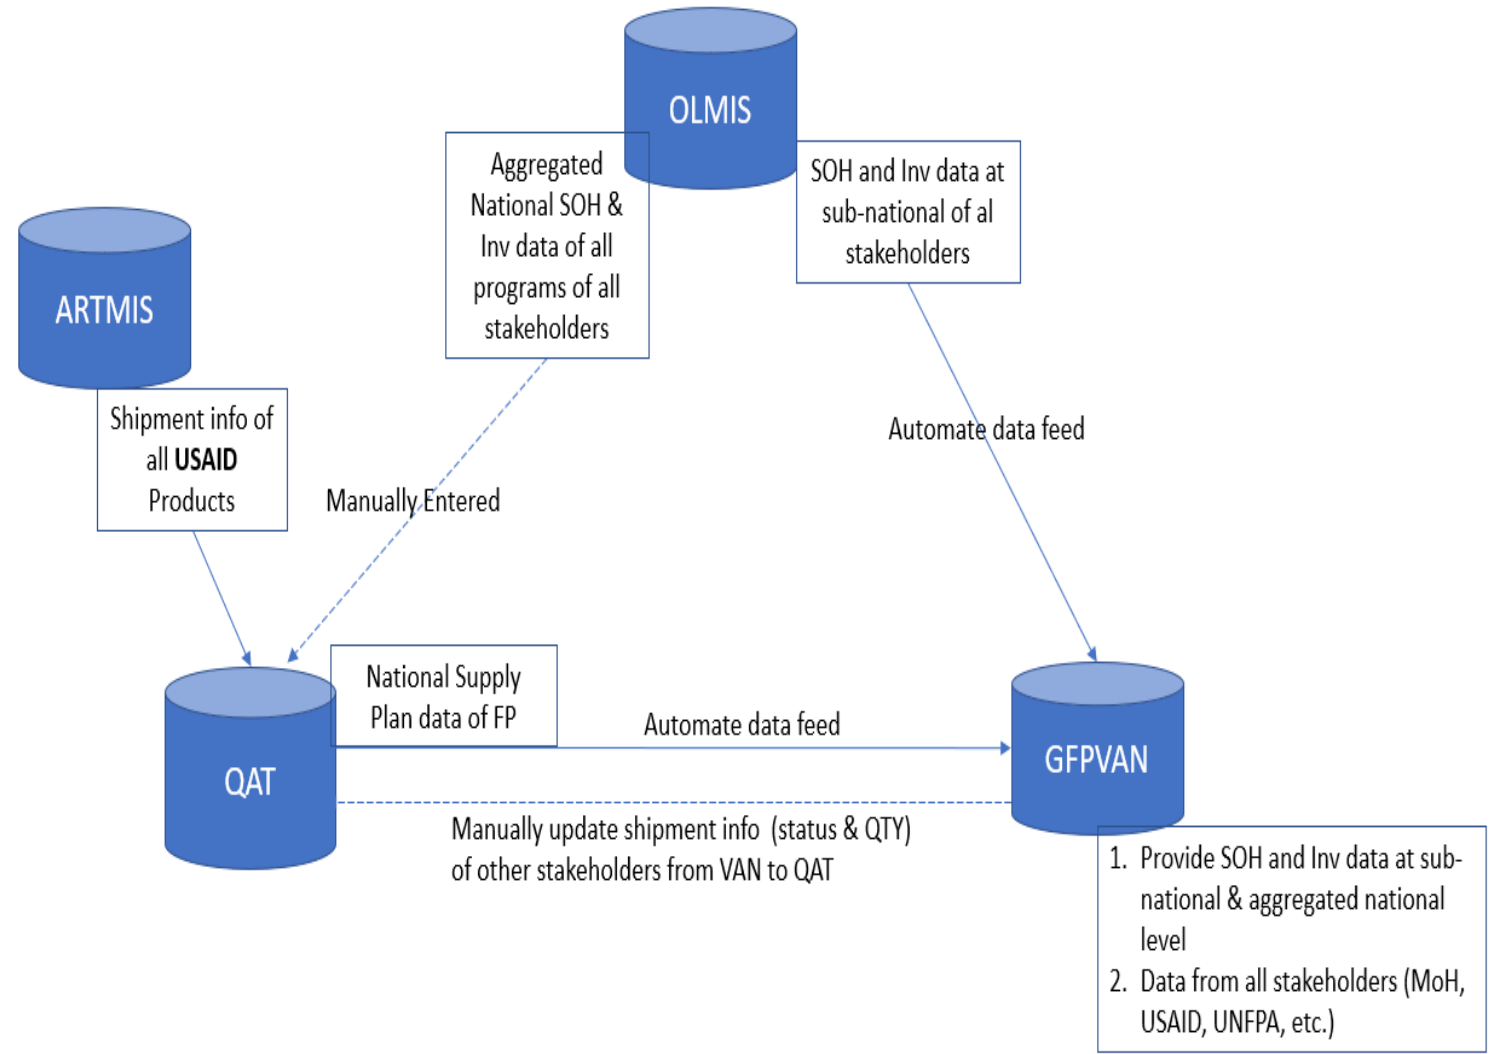 OLMIS
Aggregated
National SOH &
Inv data of all
programs of all
stakeholders
SOH and Inv data at
sub-national of al
stakeholders
ARTMIS
Shipment info of
all USAID
Products
Automate data feed
Manually Entered
National Supply
Plan data of FP
Automate data feed
QAT
GFPVAN
Manually update shipment info (status & QTY)
of other stakeholders from VAN to QAT
1. Provide SOH and Inv data at sub-
national & aggregated national
level
2. Data from all stakeholders (MoH,
USAID, UNFPA, etc.)